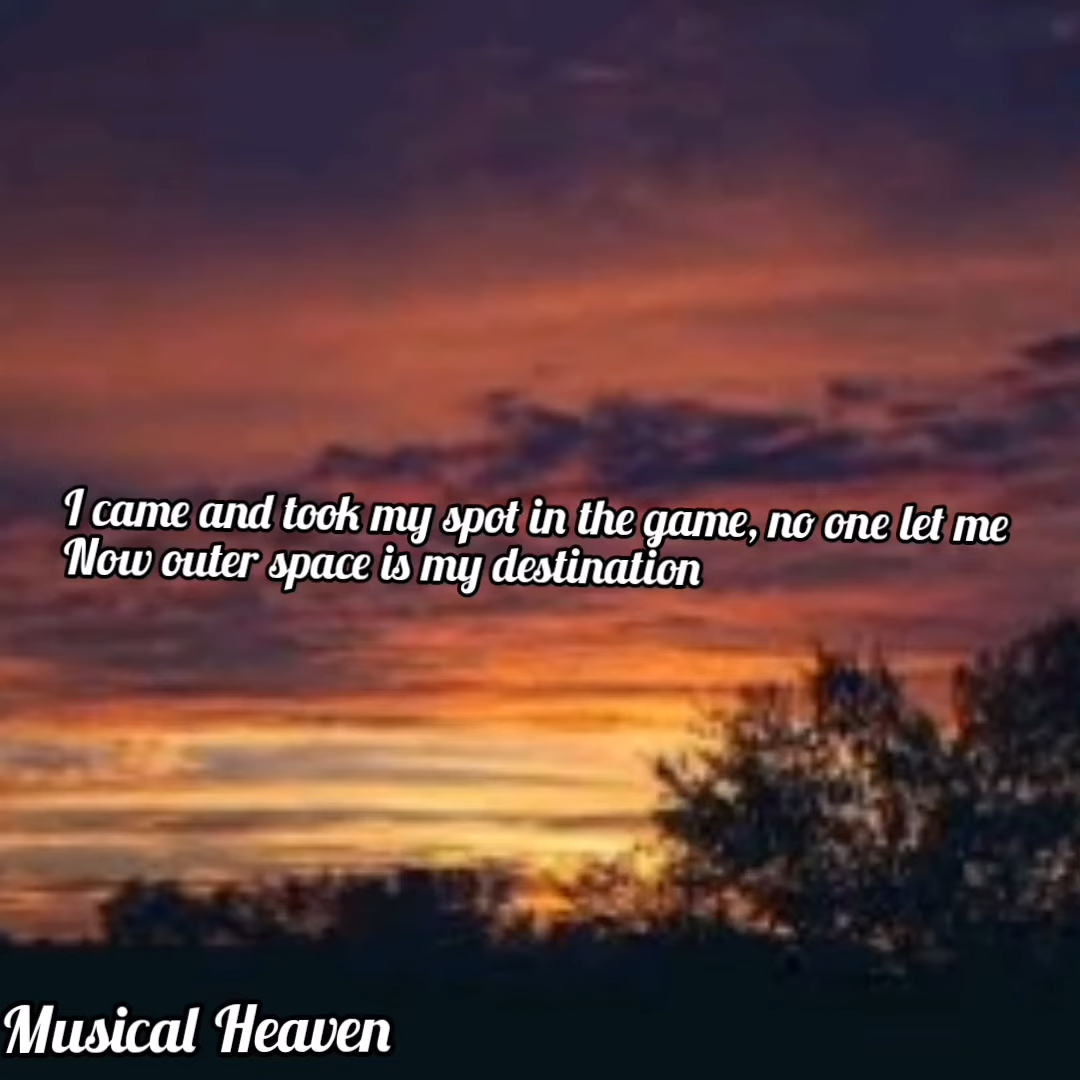 I came and took my spot in the game, no one let me
Now outer space is my destination
Musical Heaven